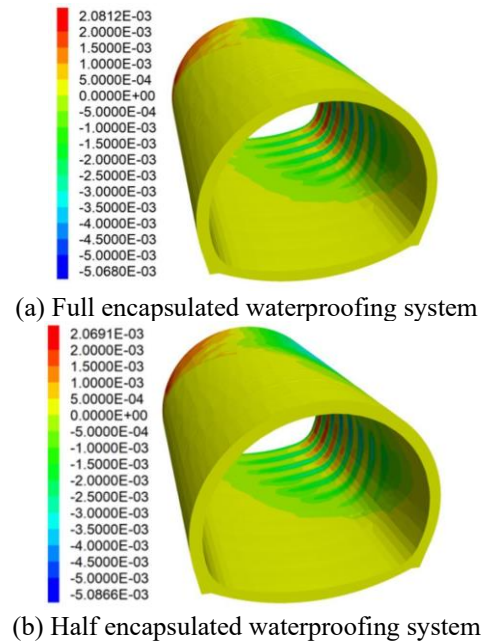 2.0812E-03
2.0000E-03
1.5000E-03
1.0000E-03
5.0000E-04
0.0000E+00
-5.0000E-04
-1.0000E-03
-1.5000E-03
-2.0000E-03
-2.5000E-03
-3.0000E-03
-3.5000E-03
-4.0000E-03
-4.5000E-03
-5.0000E-03
-5.0680E-03
(a) Full encapsulated waterproofing system
2.0691E-03
2.0000E-03
1.5000E-03
1.0000E-03
5.0000E-04
0.0000E+00
-5.0000E-04
-1.0000E-03
-1.5000E-03
-2.0000E-03
-2.5000E-03
-3.0000E-03
-3.5000E-03
-4.0000E-03
-4.5000E-03
-5.0000E-03
-5.0866E-03
(b) Half encapsulated waterproofing system